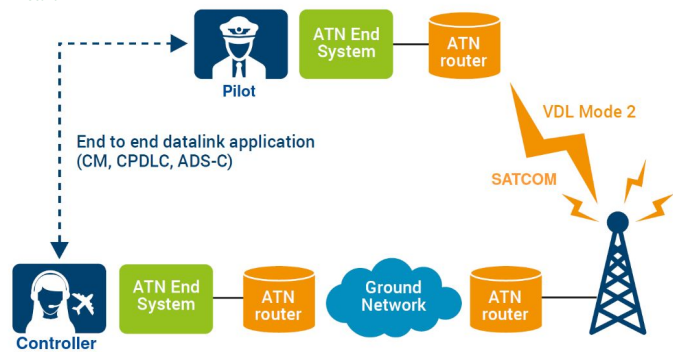 ATN End
System
ATN
router
Pilot
VDL Mode 2
End to end datalink application
(CM, CPDLC, ADS-C)
SATCOM
ATN End
System
ATN
router
Ground
Network
ATN
router
Controller